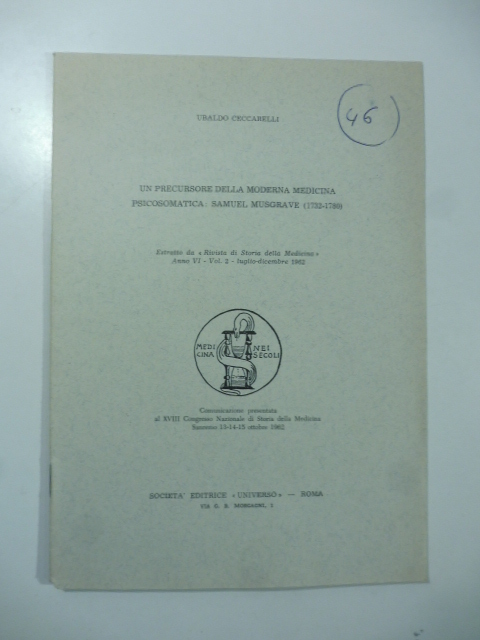 UBALDO CECCARELLI
46
UN PRECURSORE DELLA MODERNA MEDICINA
PSICOSOMATICA: SAMUEL MUSGRAVE (1732-1780)
Estratto da « Rivista di Storia della Medicina »
Anno VI - Vol. 2 - luglio-dicembre 1962
MEDI NEI
CINA SECOLI
Comunicazione presentata
al XVIII Congresso Nazionale di Storia della Medicina
Sanremo 13-14-15 ottobre 1962
SOCIETA' EDITRICE «UNIVERSO» — ROMA
VIA G. B. MORGAGNI, 1